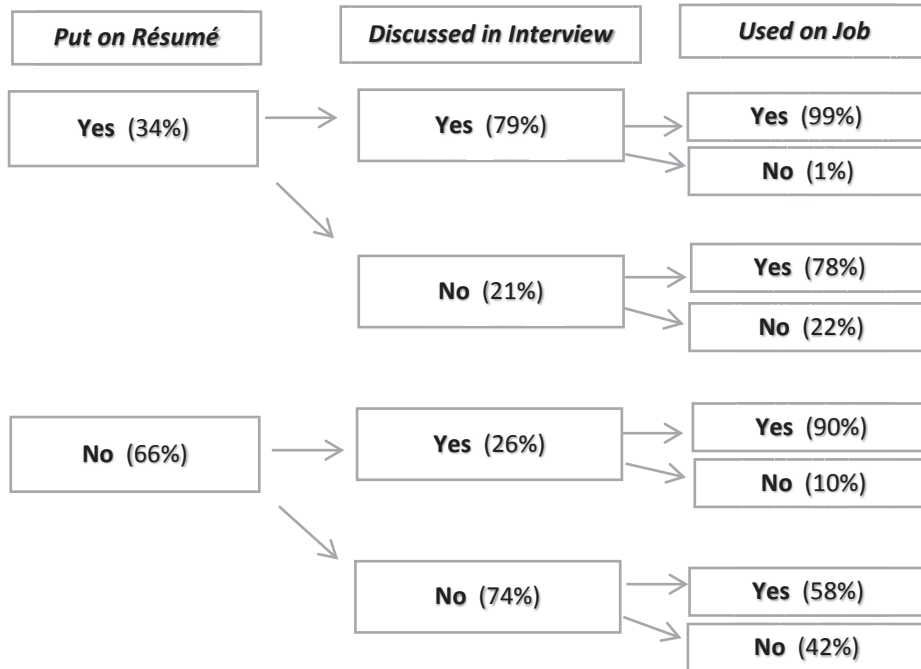 Put on Résumé
Discussed in Interview
Used on Job
Yes (34%)
Yes (79%)
Yes (99%)
No (1%)
No (21%)
Yes (78%)
No (22%)
No (66%)
Yes (26%)
Yes (90%)
No (10%)
No (74%)
Yes (58%)
No (42%)